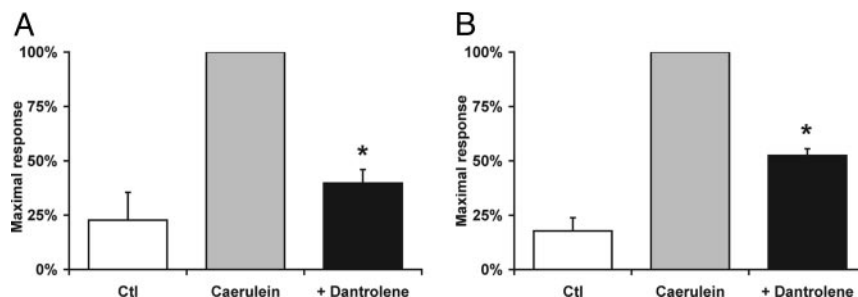 A
Maximal response
100%
75%
50%
25%
0%
*
Ctl
Caerulein
+ Dantrolene
B
Maximal response
100%
75%
50%
25%
0%
*
Ctl
Caerulein
+ Dantrolene